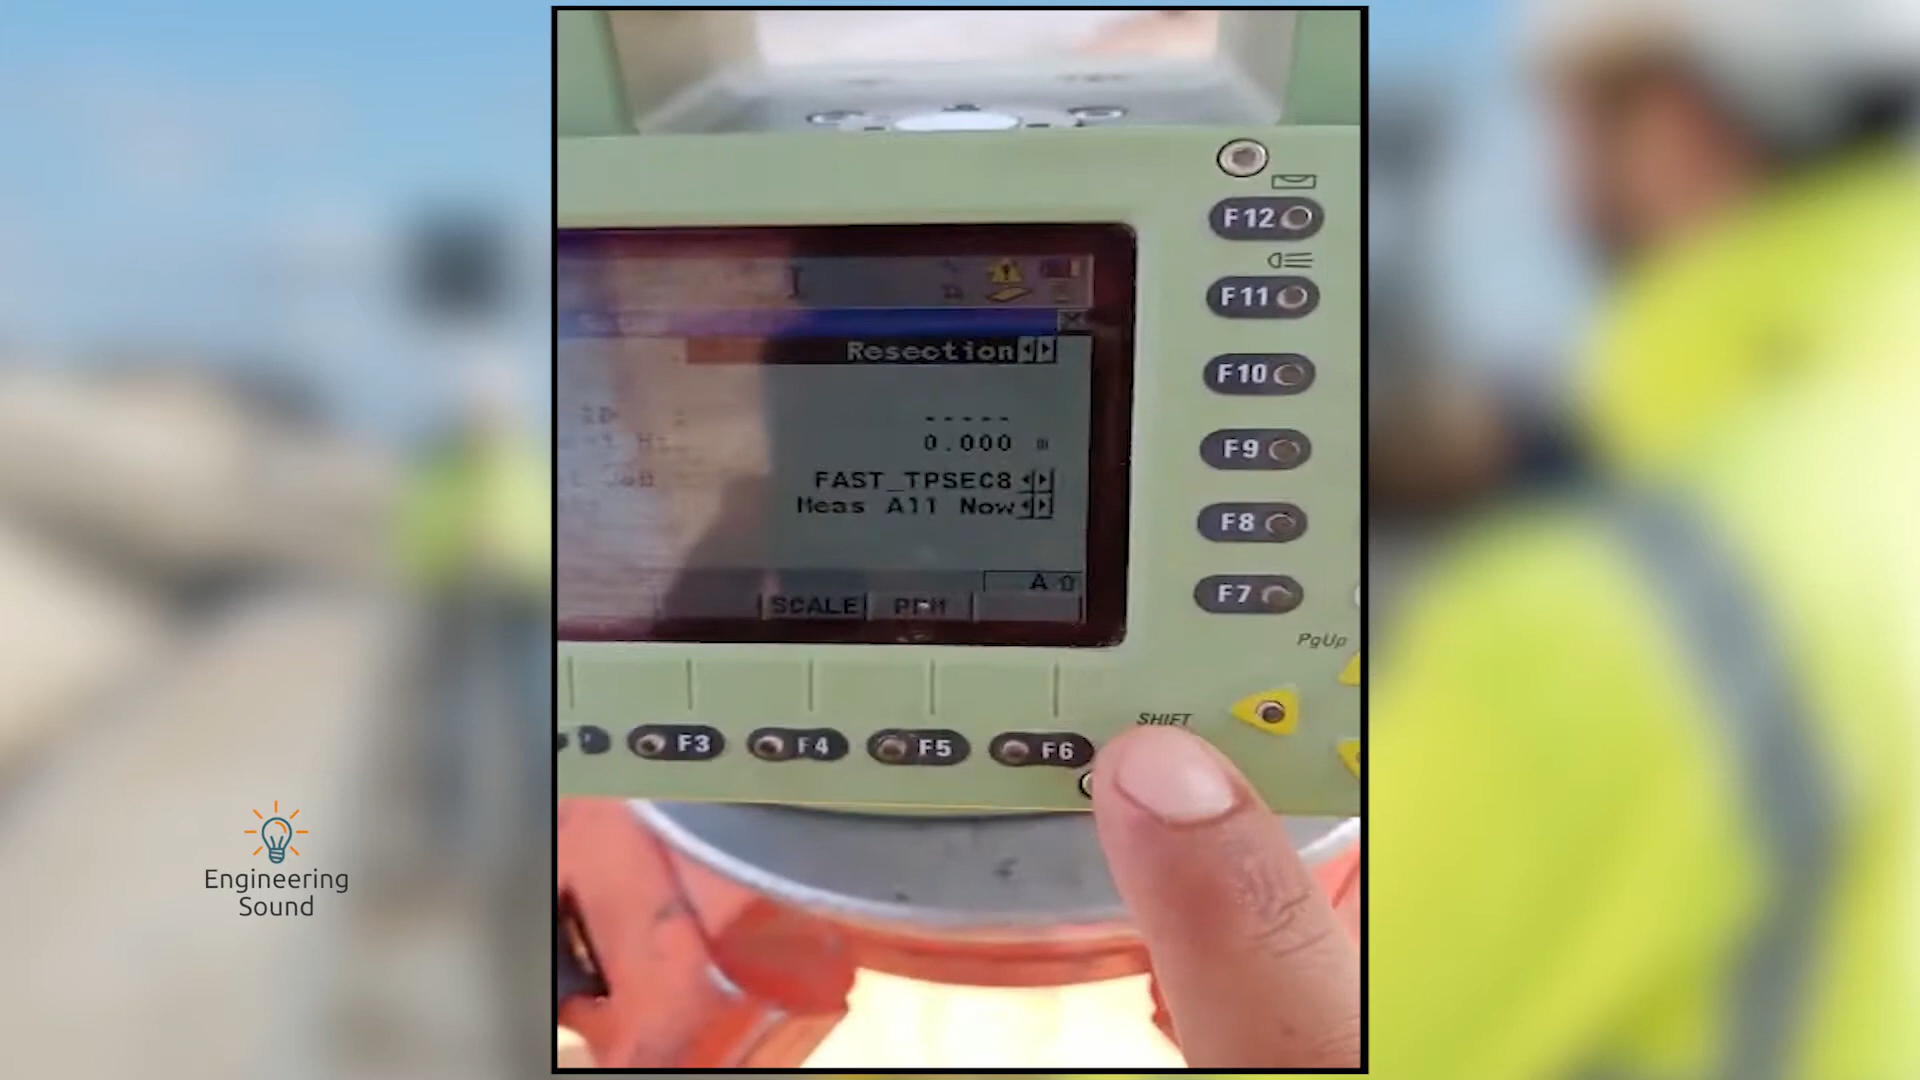 F12
F11
Resection
F10
-----
0.000 m
F9
FAST_TPSEC8
Meas All Now
F8
A
SCALE PPM
F7
PgUp
SHIFT
F3 F4 F5 F6
Engineering
Sound